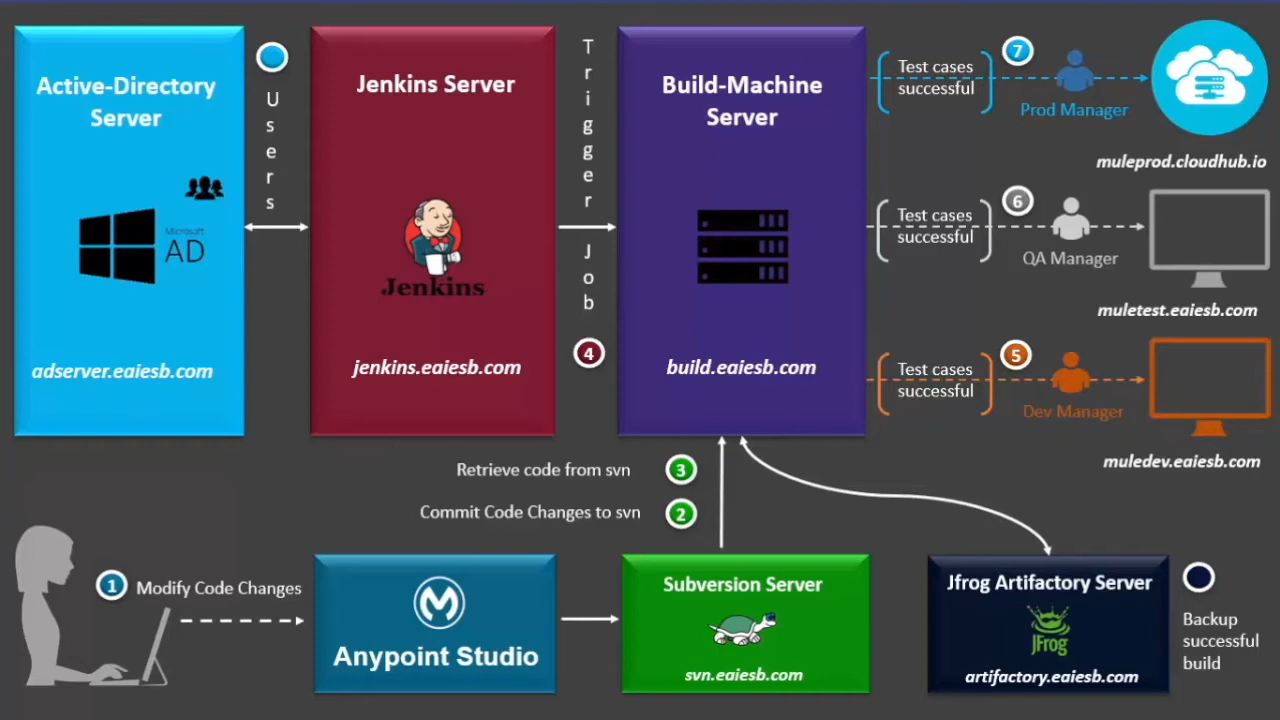 Active-Directory
Server
Microsoft
AD
adserver.eaiesb.com
Users
Jenkins Server
Jenkins
jenkins.eaiesb.com
Trigger Job
4
Build-Machine
Server
build.eaiesb.com
Test cases
successful
7
Prod Manager
muleprod.cloudhub.io
Test cases
successful
6
QA Manager
muletest.eaiesb.com
Test cases
successful
5
Dev Manager
muledev.eaiesb.com
Retrieve code from svn
3
Commit Code Changes to svn
2
1
Modify Code Changes
Anypoint Studio
Subversion Server
svn.eaiesb.com
Jfrog Artifactory Server
JFrog
artifactory.eaiesb.com
Backup
successful
build